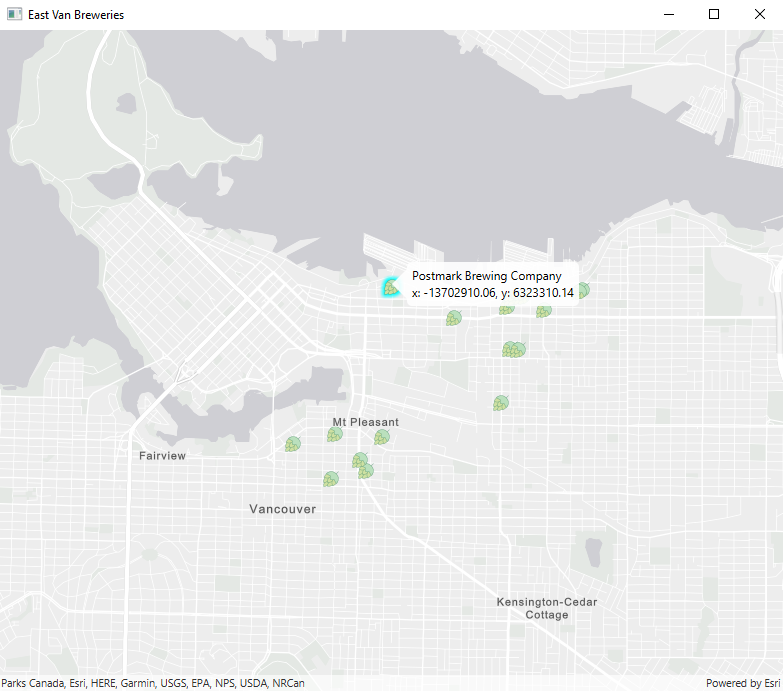 East Van Breweries
Postmark Brewing Company
x: -13702910.06, y: 6323310.14
Mt Pleasant
Fairview
Vancouver
Kensington-Cedar
Cottage
Parks Canada, Esri, HERE, Garmin, USGS, EPA, NPS, USDA, NRCan
Powered by Esri